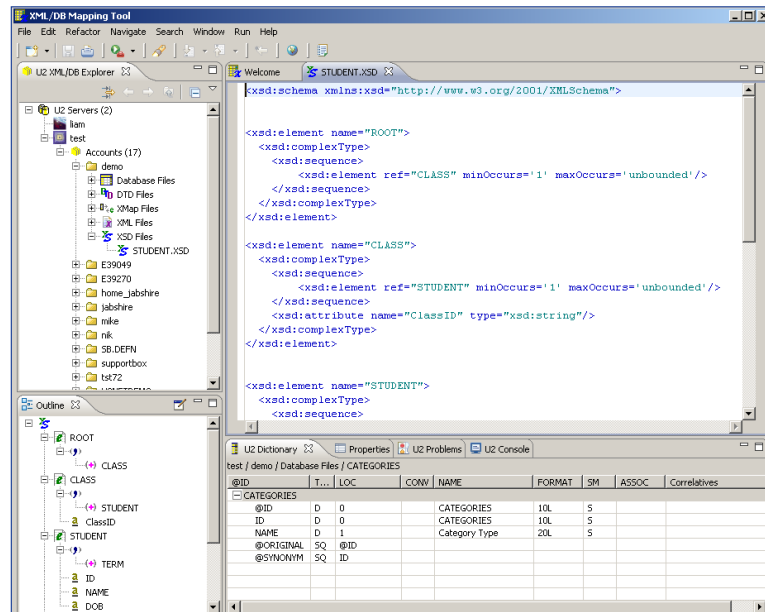 XML/DB Mapping Tool
File Edit Refactor Navigate Search Window Run Help
U2 XML/DB Explorer
U2 Servers (2)
liam
test
Accounts (17)
demo
Database Files
DTD Files
XMap Files
XML Files
XSD Files
STUDENT.XSD
E39049
E39270
home_jabshire
jabshire
mike
nik
SB.DEFN
supportbox
tst72
Outline
ROOT
CLASS
CLASS
STUDENT
ClassID
STUDENT
TERM
ID
NAME
DOB
Welcome STUDENT.XSD
<xsd:schema xmlns:xsd="http://www.w3.org/2001/XMLSchema">
<xsd:element name="ROOT">
<xsd:complexType>
<xsd:sequence>
<xsd:element ref="CLASS" minOccurs='1' maxOccurs='unbounded'/>
</xsd:sequence>
</xsd:complexType>
</xsd:element>
<xsd:element name="CLASS">
<xsd:complexType>
<xsd:sequence>
<xsd:element ref="STUDENT" minOccurs='1' maxOccurs='unbounded'/>
</xsd:sequence>
<xsd:attribute name="ClassID" type="xsd:string"/>
</xsd:complexType>
</xsd:element>
<xsd:element name="STUDENT">
<xsd:complexType>
<xsd:sequence>
U2 Dictionary Properties U2 Problems U2 Console
test / demo / Database Files / CATEGORIES
@ID T... LOC CONV NAME FORMAT SM ASSOC Correlatives
CATEGORIES
@ID D 0 CATEGORIES 10L S
ID D 0 CATEGORIES 10L S
NAME D 1 Category Type 20L S
@ORIGINAL SQ @ID
@SYNONYM SQ ID